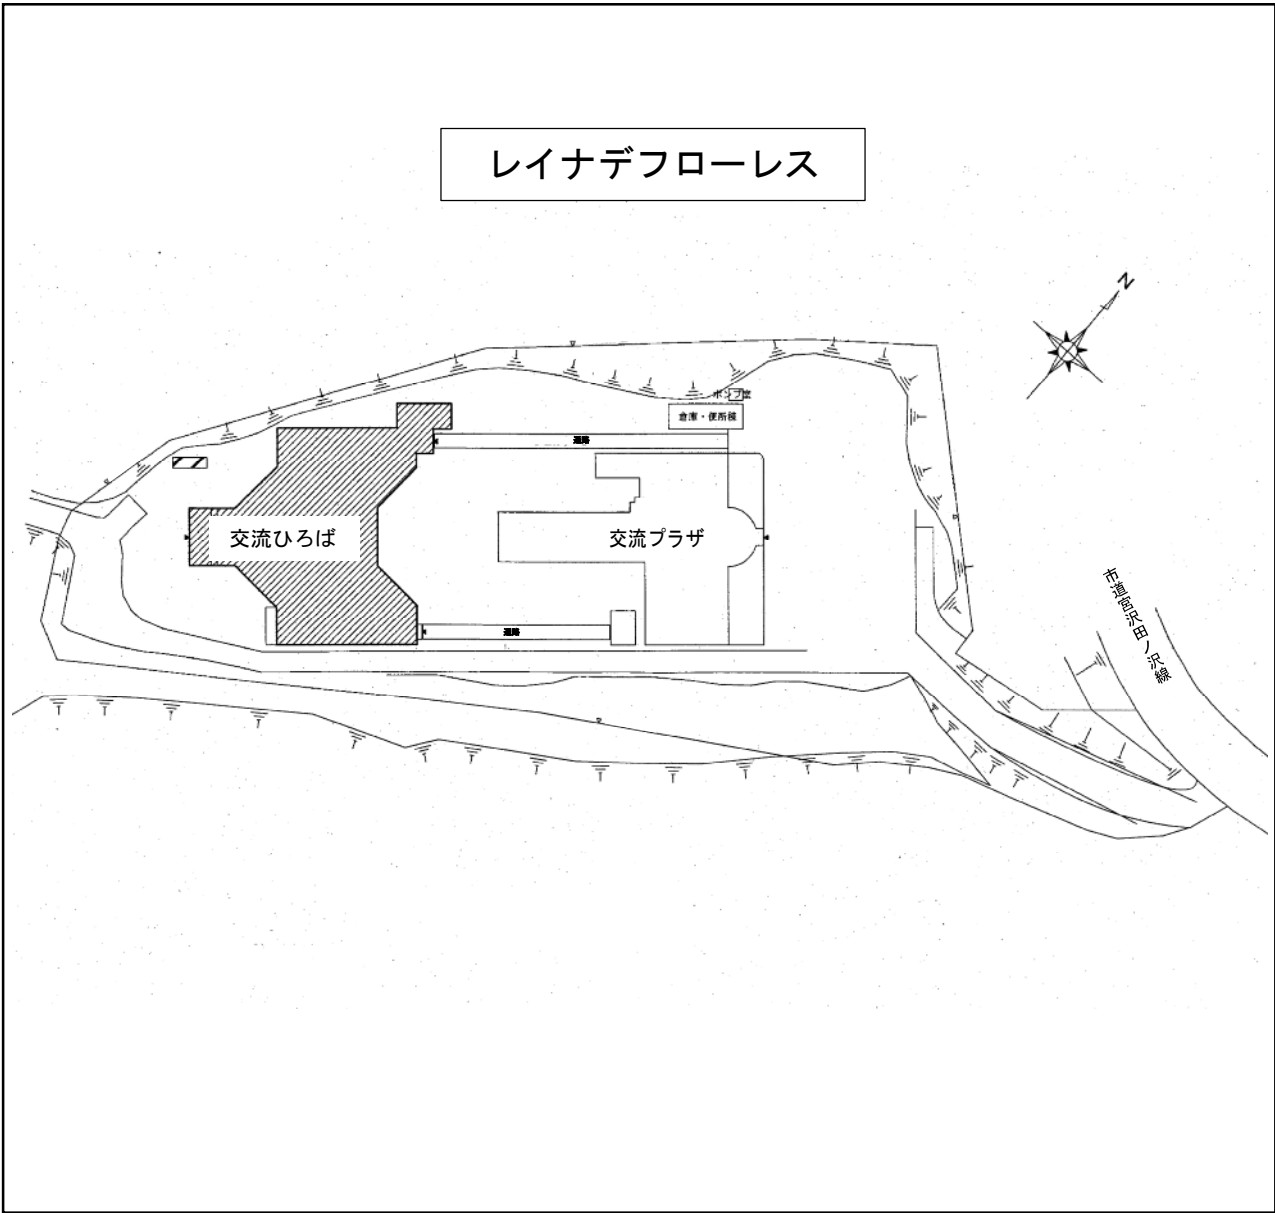 レイナデフローレス
N
ポンプ室
倉庫・便所棟
通路
交流ひろば
交流プラザ
通路
市道宮沢田ノ沢線